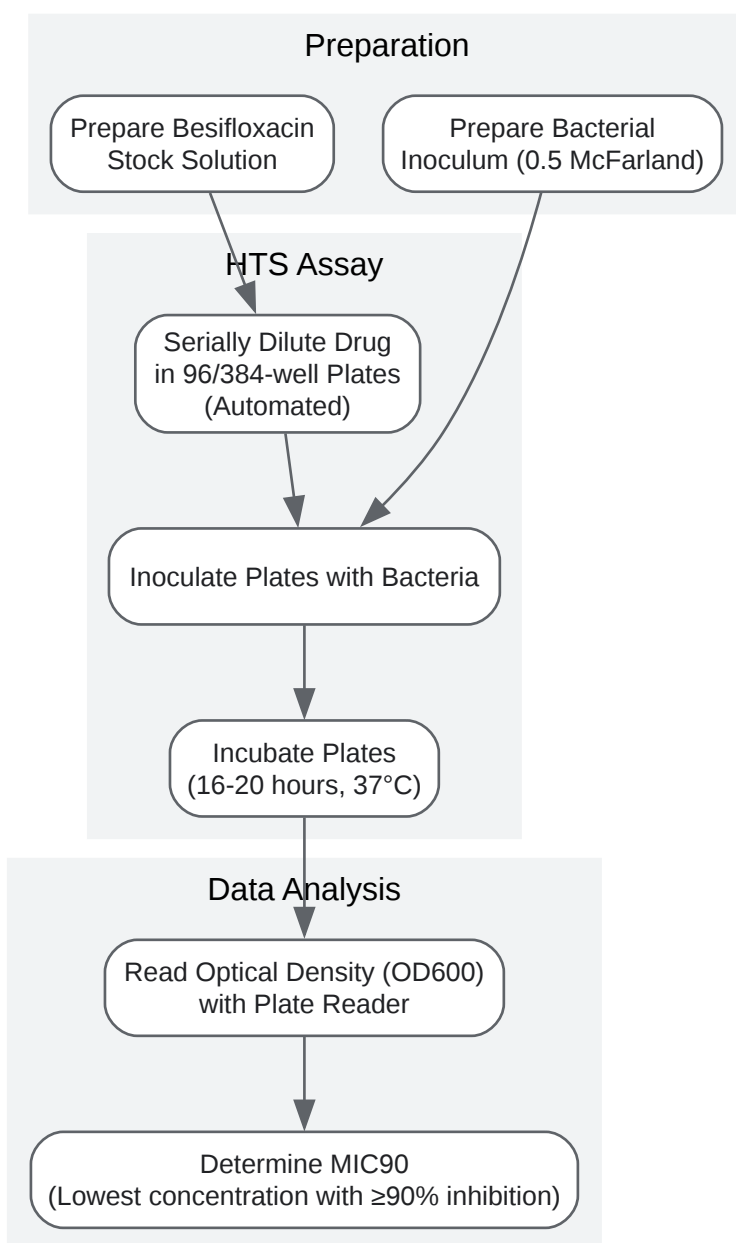 Preparation
Prepare Besifloxacin
Stock Solution
Prepare Bacterial
Inoculum (0.5 McFarland)
HTS Assay
Serially Dilute Drug
in 96/384-well Plates
(Automated)
Inoculate Plates with Bacteria
Incubate Plates
(16-20 hours, 37°C)
Data Analysis
Read Optical Density (OD600)
with Plate Reader
Determine MIC90
(Lowest concentration with ≥90% inhibition)